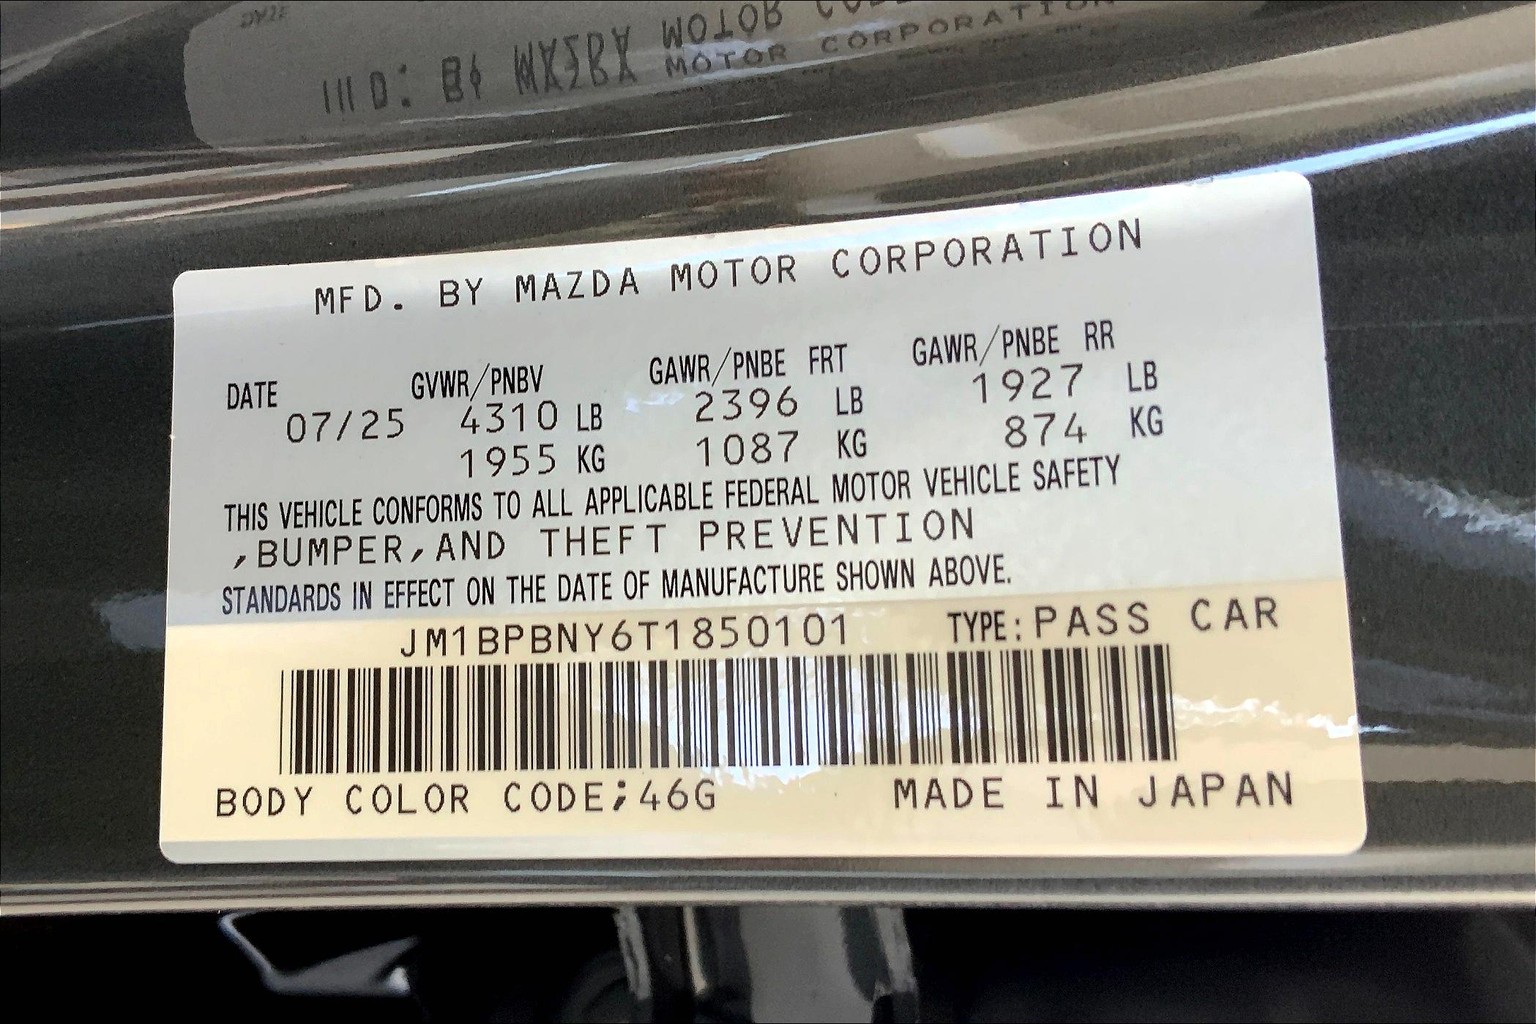 MOTOR CORPORATION
MFD. BY MAZDA MOTOR CORPORATION
DATE GVWR/PNBV GAWR/PNBE FRT GAWR/PNBE RR
07/25 4310 LB 2396 LB 1927 LB
1955 KG 1087 KG 874 KG
THIS VEHICLE CONFORMS TO ALL APPLICABLE FEDERAL MOTOR VEHICLE SAFETY
,BUMPER,AND THEFT PREVENTION
STANDARDS IN EFFECT ON THE DATE OF MANUFACTURE SHOWN ABOVE.
JM1BPBNY6T1850101 TYPE:PASS CAR
BODY COLOR CODE;46G MADE IN JAPAN